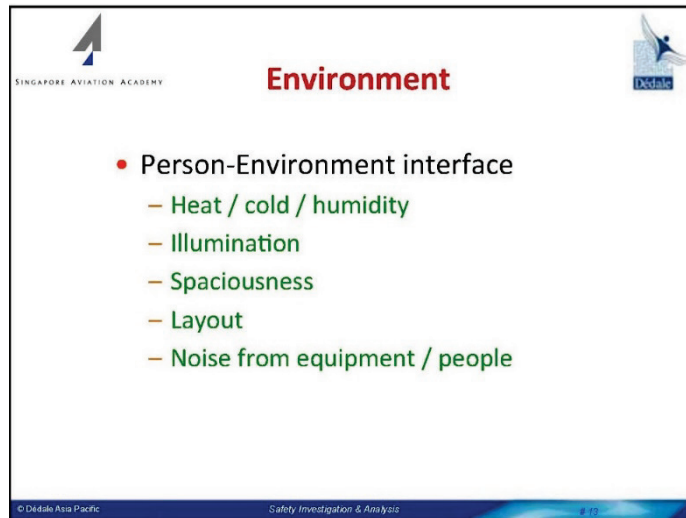 SINGAPORE AVIATION ACADEMY
Environment
Dédale
• Person-Environment interface
– Heat / cold / humidity
– Illumination
– Spaciousness
– Layout
– Noise from equipment / people
© Dédale Asia Pacific
Safety Investigation & Analysis
# 13